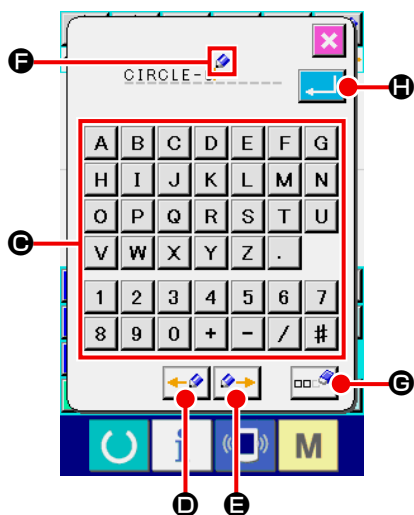 F
CIRCLE-
H
A B C D E F G
H I J K L M N
O P Q R S T U
C
V W X Y Z .
1 2 3 4 5 6 7
8 9 0 + - / #
G
i M
D E